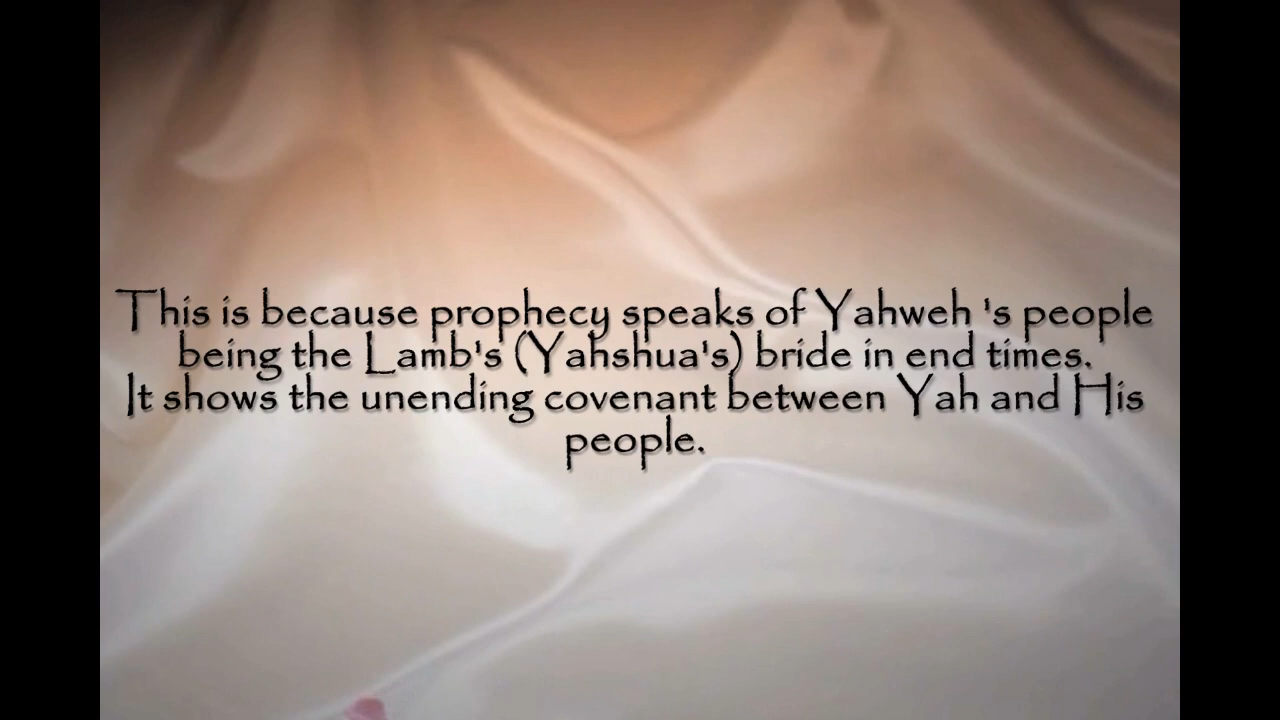 This is because prophecy speaks of Yahweh 's people
being the Lamb's (Yahshua's) bride in end times.
It shows the unending covenant between Yah and His
people.